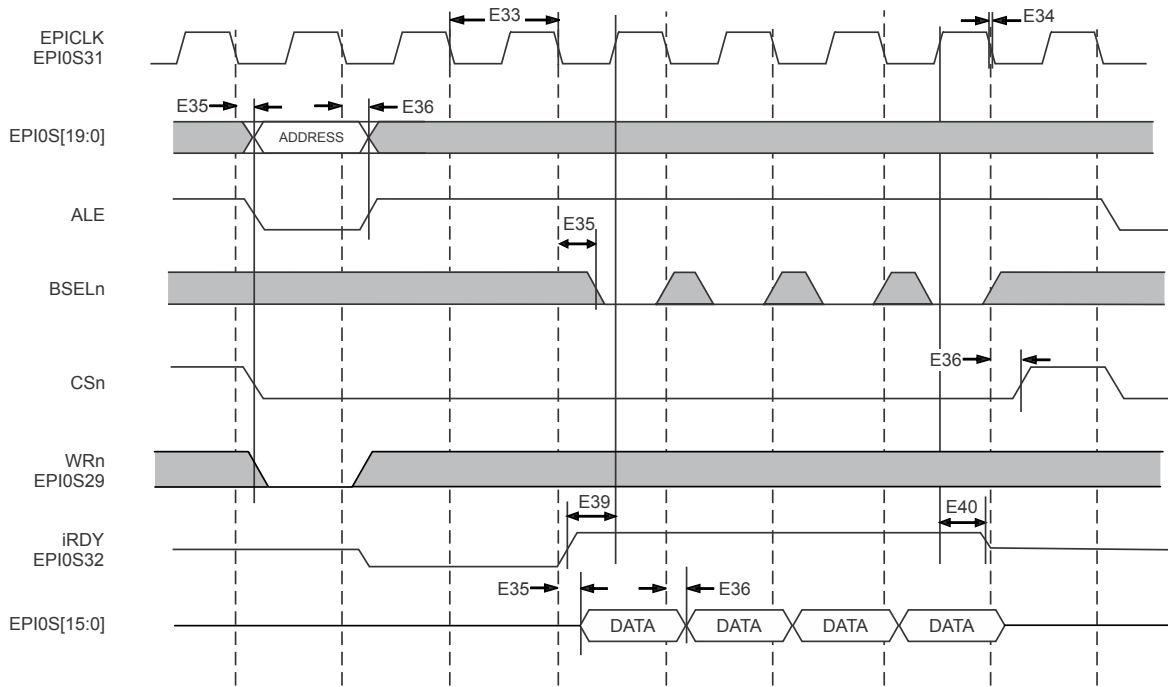 E33
E34
EPICLK
EPI0S31
E35
E36
EPI0S[19:0]
ADDRESS
ALE
E35
BSELn
E36
CSn
WRn
EPI0S29
E39
E40
iRDY
EPI0S32
E35
E36
EPI0S[15:0]
DATA
DATA
DATA
DATA